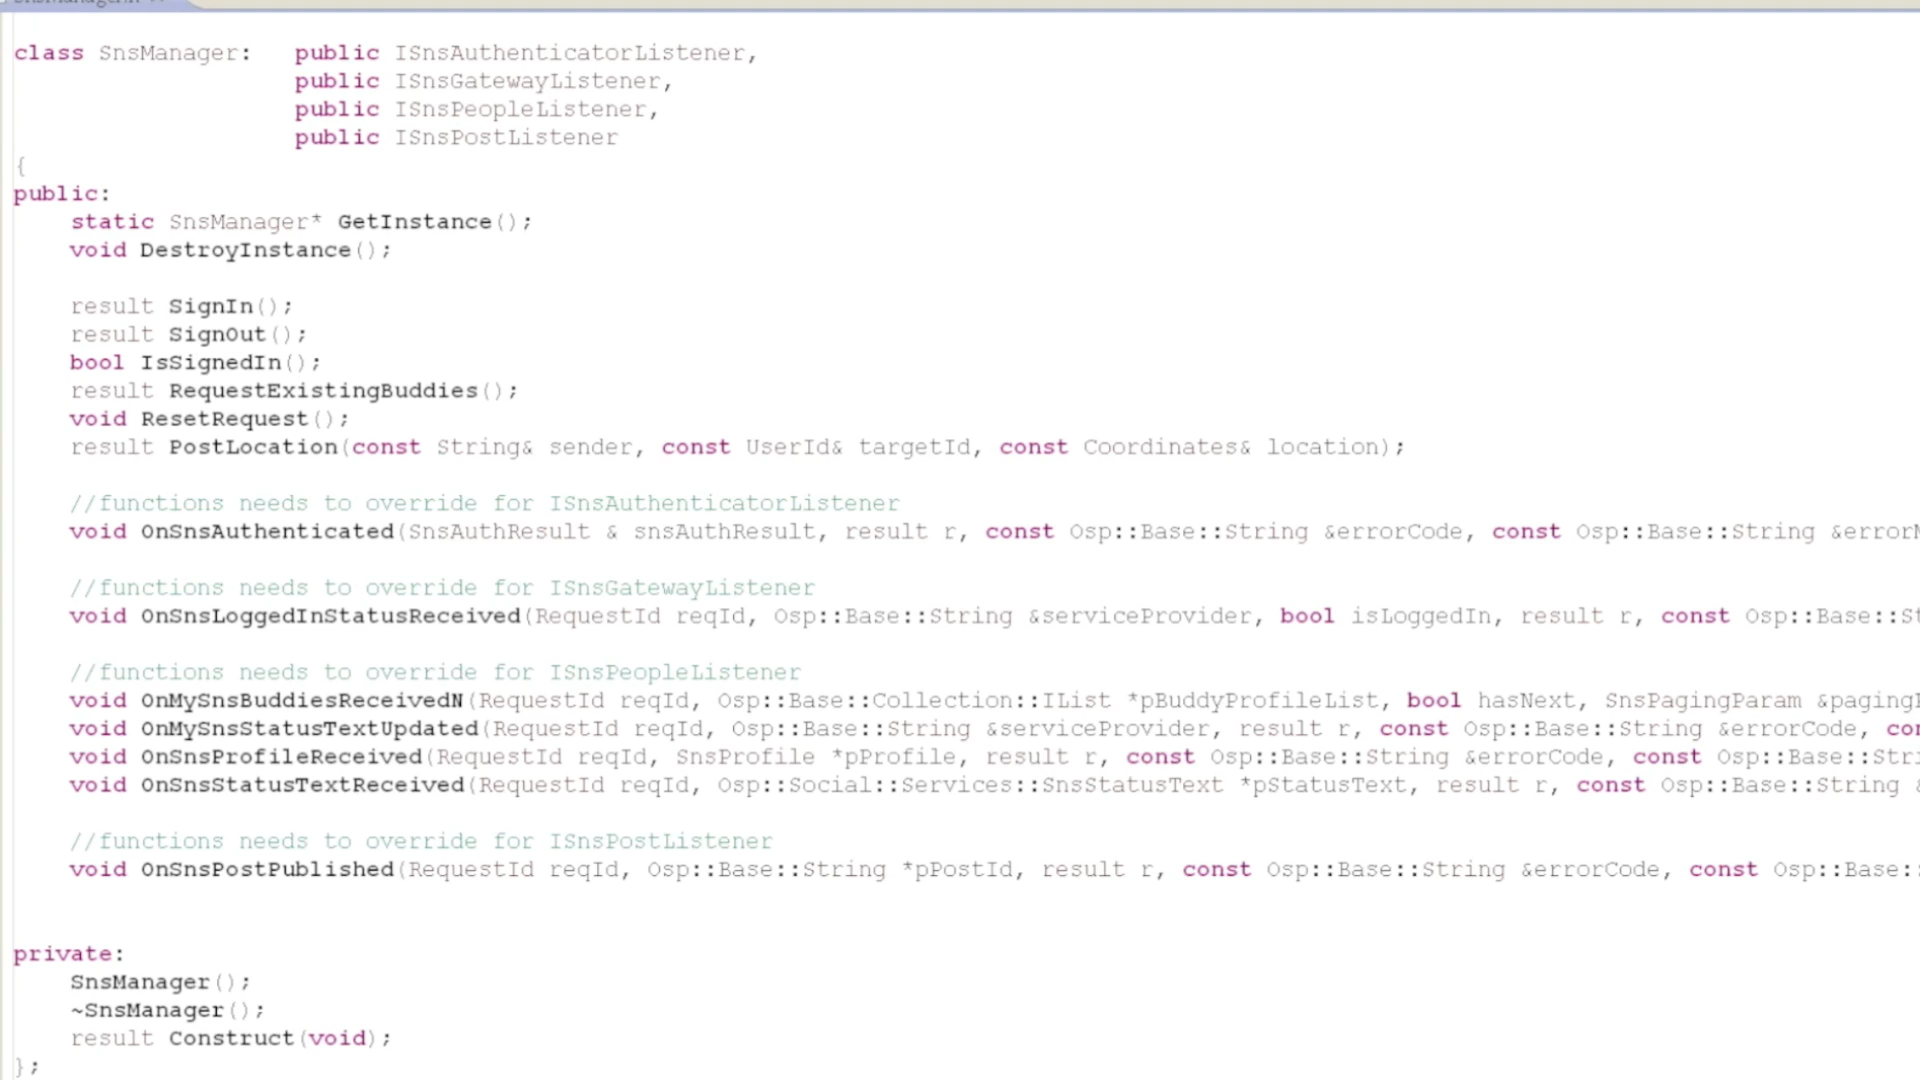 class SnsManager:   public ISnsAuthenticatorListener,
                    public ISnsGatewayListener,
                    public ISnsPeopleListener,
                    public ISnsPostListener
{
public:
    static SnsManager* GetInstance();
    void DestroyInstance();

    result SignIn();
    result SignOut();
    bool IsSignedIn();
    result RequestExistingBuddies();
    void ResetRequest();
    result PostLocation(const String& sender, const UserId& targetId, const Coordinates& location);

    //functions needs to override for ISnsAuthenticatorListener
    void OnSnsAuthenticated(SnsAuthResult & snsAuthResult, result r, const Osp::Base::String &errorCode, const Osp::Base::String &error

    //functions needs to override for ISnsGatewayListener
    void OnSnsLoggedInStatusReceived(RequestId reqId, Osp::Base::String &serviceProvider, bool isLoggedIn, result r, const Osp::Base::St

    //functions needs to override for ISnsPeopleListener
    void OnMySnsBuddiesReceivedN(RequestId reqId, Osp::Base::Collection::IList *pBuddyProfileList, bool hasNext, SnsPagingParam &paging
    void OnMySnsStatusTextUpdated(RequestId reqId, Osp::Base::String &serviceProvider, result r, const Osp::Base::String &errorCode, co
    void OnSnsProfileReceived(RequestId reqId, SnsProfile *pProfile, result r, const Osp::Base::String &errorCode, const Osp::Base::Stri
    void OnSnsStatusTextReceived(RequestId reqId, Osp::Social::Services::SnsStatusText *pStatusText, result r, const Osp::Base::String &

    //functions needs to override for ISnsPostListener
    void OnSnsPostPublished(RequestId reqId, Osp::Base::String *pPostId, result r, const Osp::Base::String &errorCode, const Osp::Base:

private:
    SnsManager();
    ~SnsManager();
    result Construct(void);
};